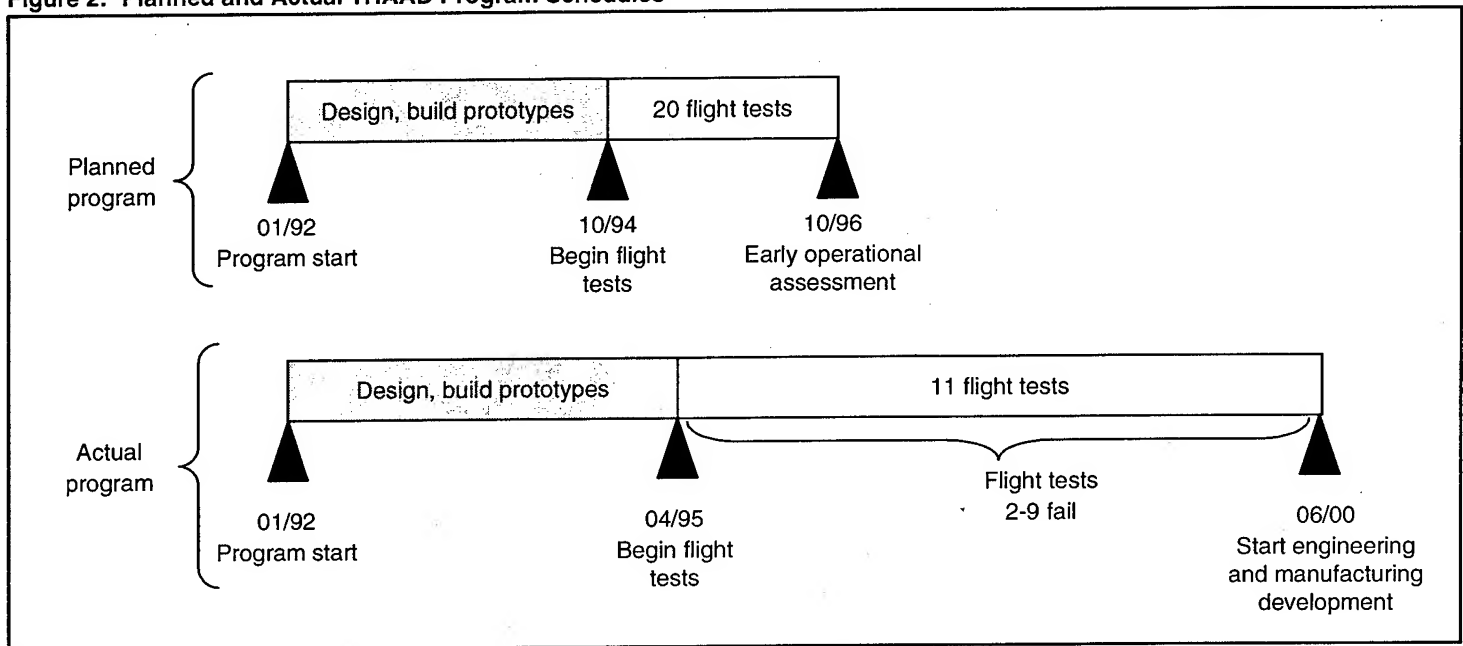 Figure 2: Planned and Actual THAAD Program Schedules
Design, build prototypes
20 flight tests
Planned
program
01/92
Program start
10/94
Begin flight
tests
10/96
Early operational
assessment
Design, build prototypes
11 flight tests
Actual
program
Flight tests
2-9 fail
01/92
Program start
04/95
Begin flight
tests
06/00
Start engineering
and manufacturing
development